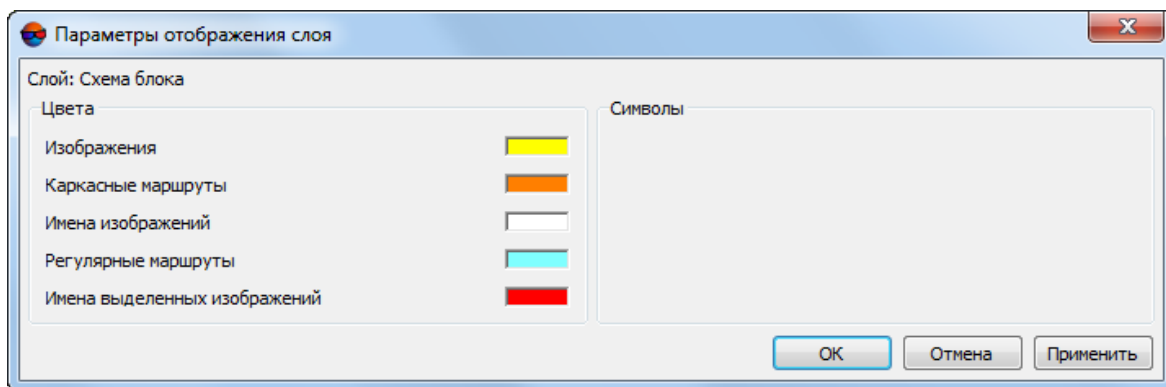 Параметры отображения слоя
Слой: Схема блока
Цвета
Изображения
Каркасные маршруты
Имена изображений
Регулярные маршруты
Имена выделенных изображений
Символы
OK
Отмена
Применить